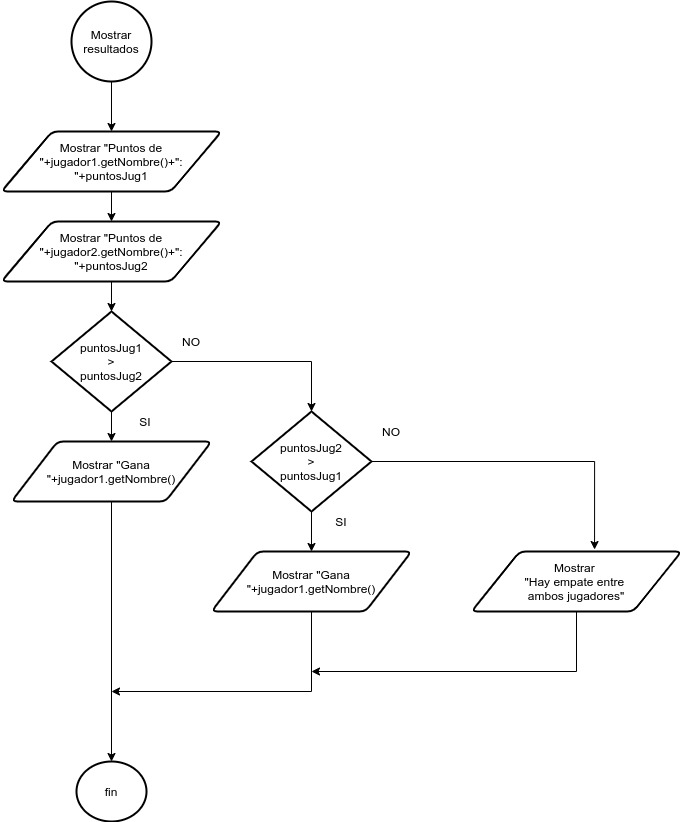 Mostrar
resultados
Mostrar "Puntos de
"+jugador1.getNombre()+":
"+puntosJug1
Mostrar "Puntos de
"+jugador2.getNombre()+":
"+puntosJug2
puntosJug1
>
puntosJug2
NO
SI
Mostrar "Gana
"+jugador1.getNombre()
puntosJug2
>
puntosJug1
NO
SI
Mostrar "Gana
"+jugador1.getNombre()
Mostrar
"Hay empate entre
ambos jugadores"
fin